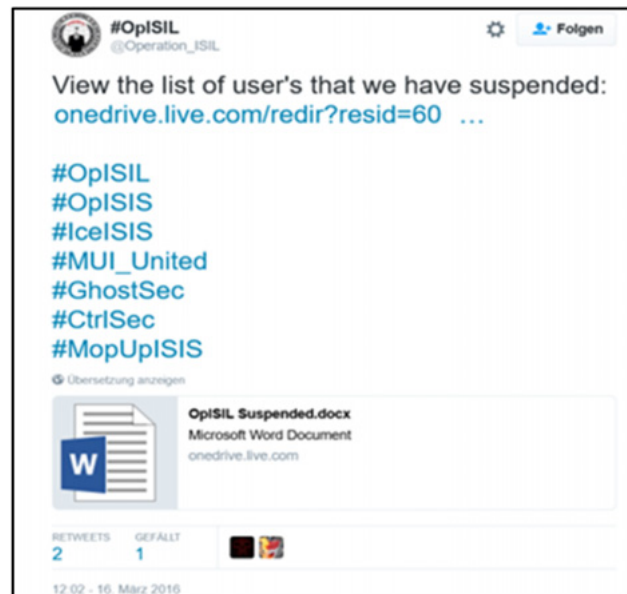 #OpISIL
@Operation_ISIL
Folgen
View the list of user's that we have suspended:
onedrive.live.com/redir?resid=60 ...
#OpISIL
#OpISIS
#IceISIS
#MUI_United
#GhostSec
#CtrlSec
#MopUpISIS
Übersetzung anzeigen
W
OpISIL Suspended.docx
Microsoft Word Document
onedrive.live.com
RETWEETS GEFÄLLT
2 1
12:02 - 16. März 2016